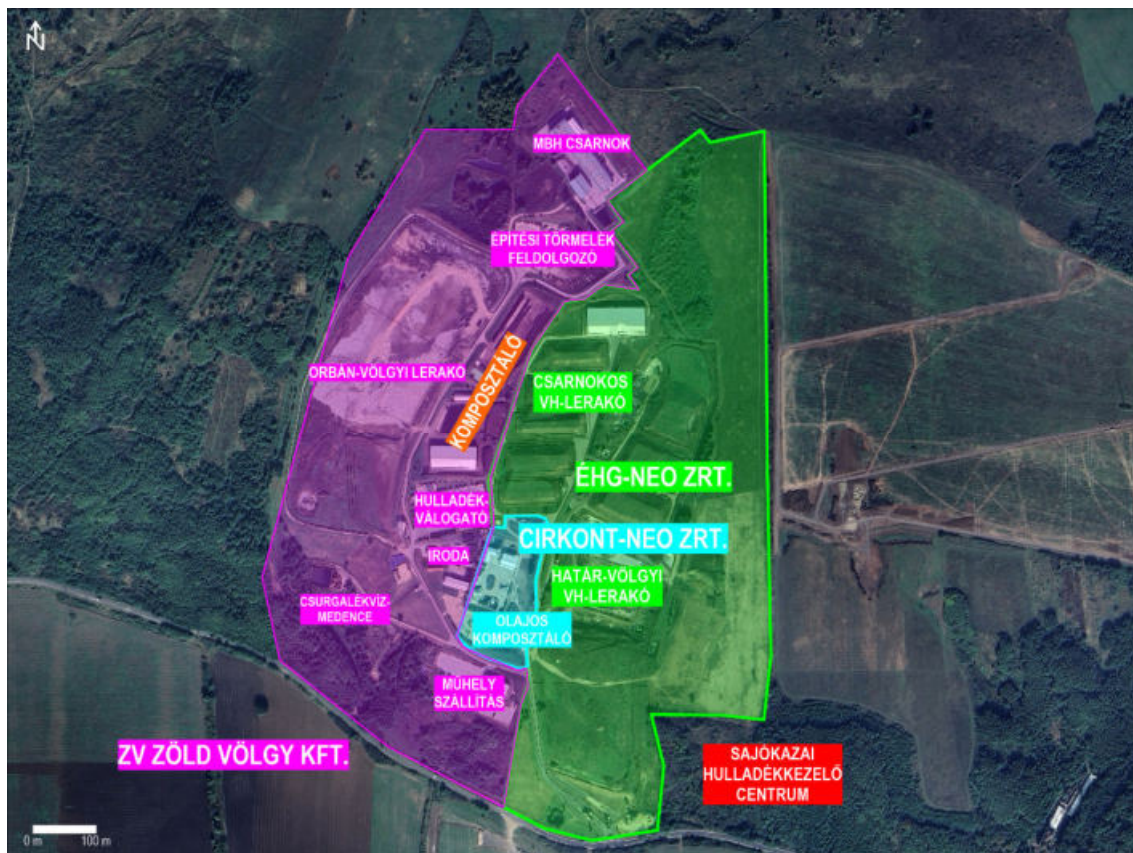 N
MBH CSARNOK
ÉPÍTÉSI TÖRMELÉK
FELDOLGOZÓ
ORBÁN-VÖLGYI LERAKÓ
KOMPOSZTÁLÓ
CSARNOKOS
VH-LERAKÓ
ÉHG-NEO ZRT.
HULLADÉK-
VÁLOGATÓ
CIRKONT-NEO ZRT.
IRODA
HATÁR-VÖLGYI
VH-LERAKÓ
CSURGALÉKVÍZ-
MEDENCE
OLAJOS
KOMPOSZTÁLÓ
MŰHELY
SZÁLLÍTÁS
ZV ZÖLD VÖLGY KFT.
SAJÓKAZAI
HULLADÉKKEZELŐ
CENTRUM
0 m 100 m